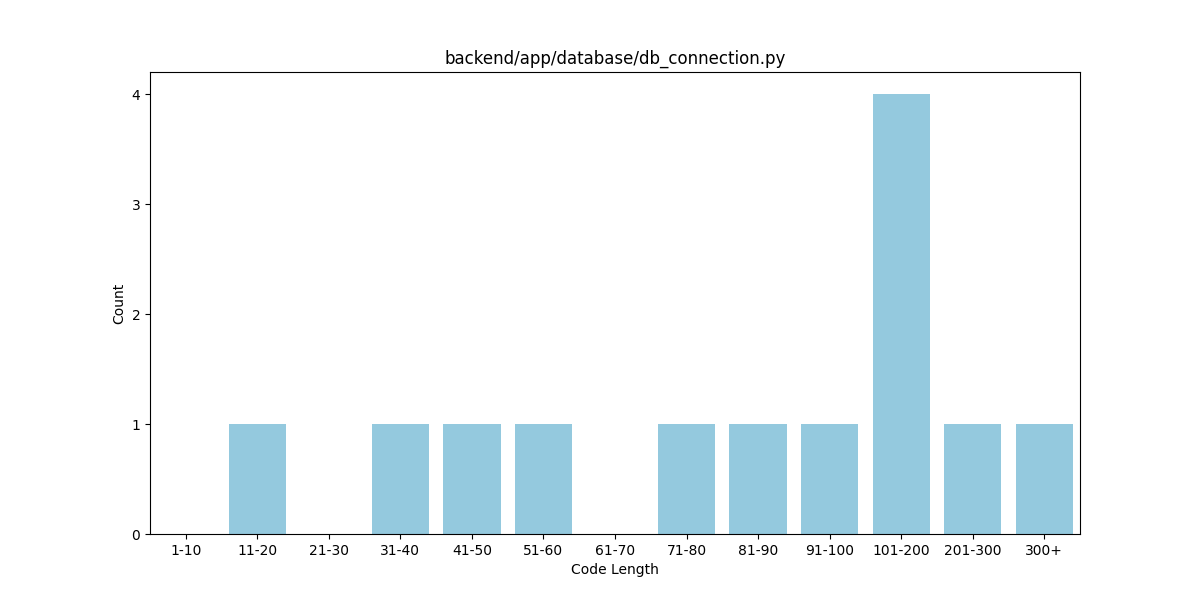 backend/app/database/db_connection.py
Count
4
3
2
1
0
1-10 11-20 21-30 31-40 41-50 51-60 61-70 71-80 81-90 91-100 101-200 201-300 300+
Code Length